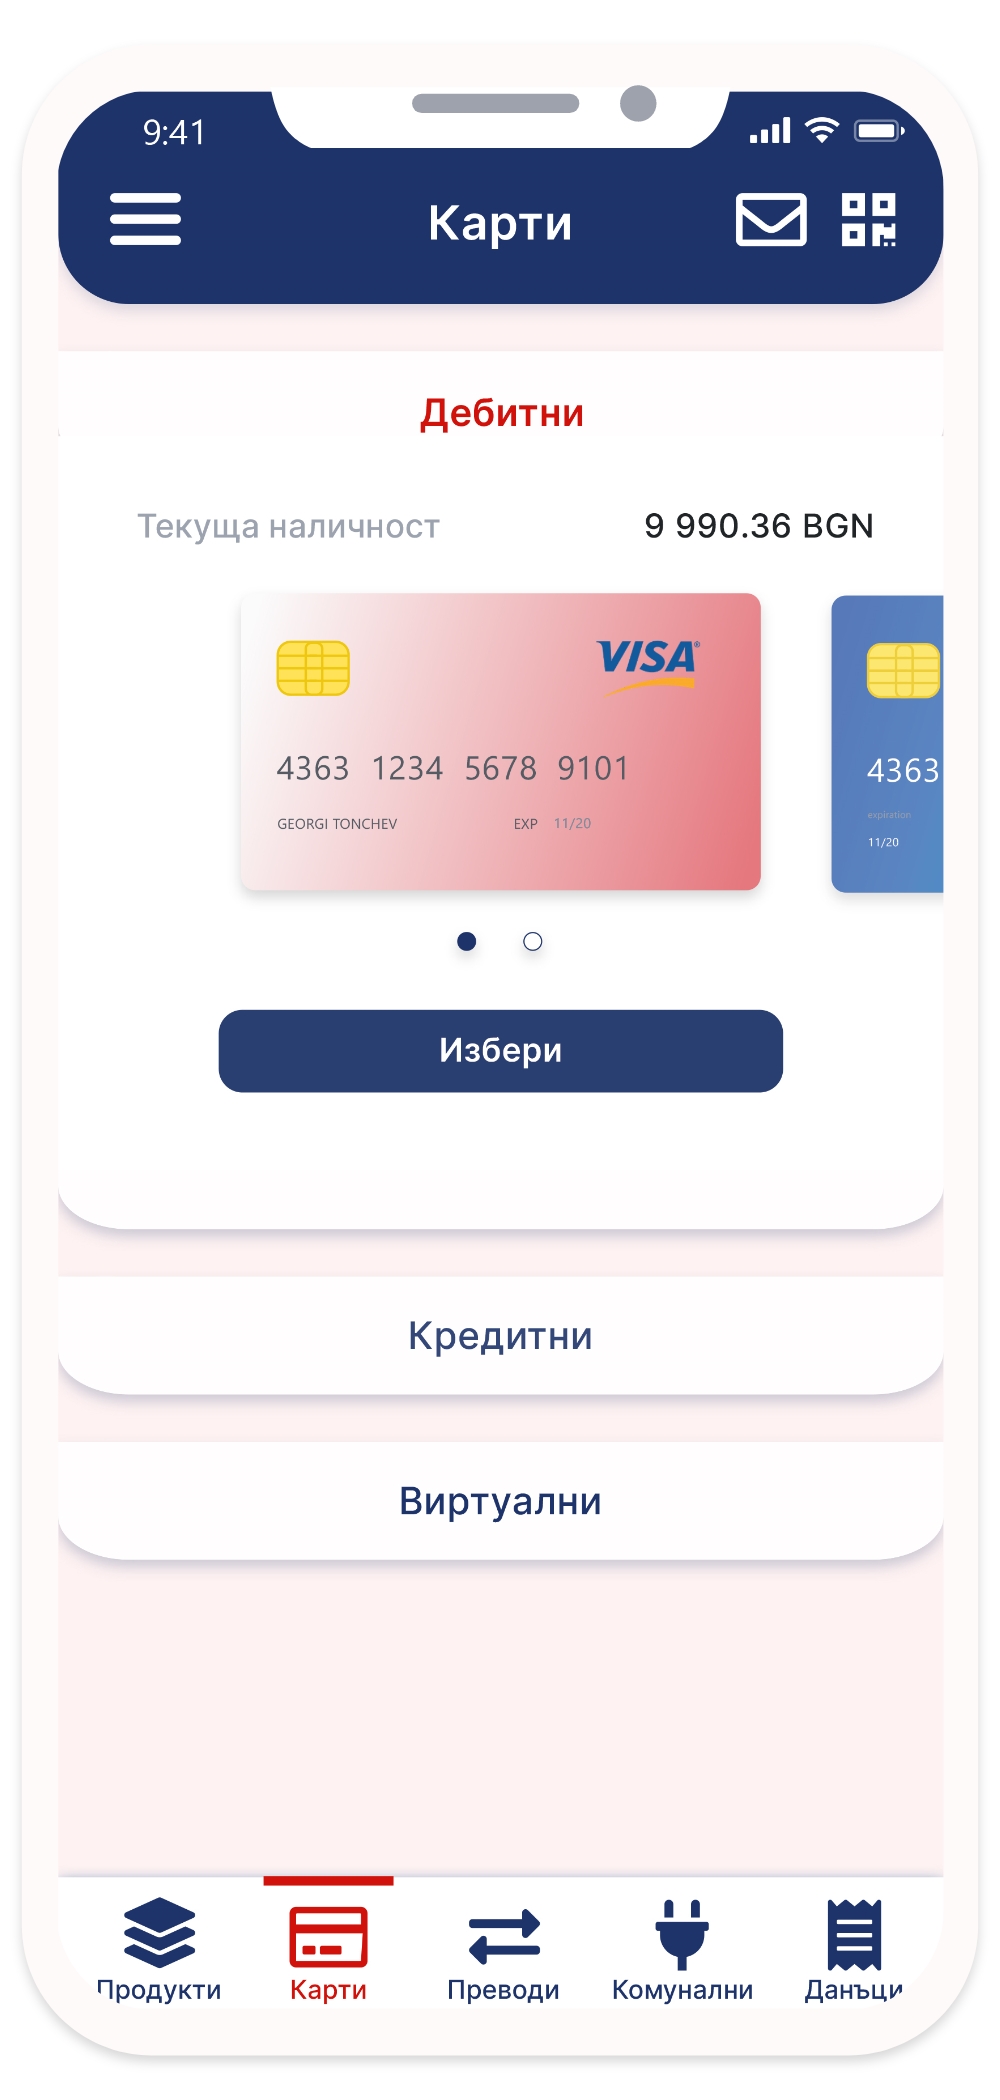 9:41
Карти
Дебитни
Текуща наличност 9 990.36 BGN
VISA
4363 1234 5678 9101 4363
GEORGI TONCHEV EXP 11/20 expiration
11/20
Избери
Кредитни
Виртуални
Продукти Карти Преводи Комунални Данъци